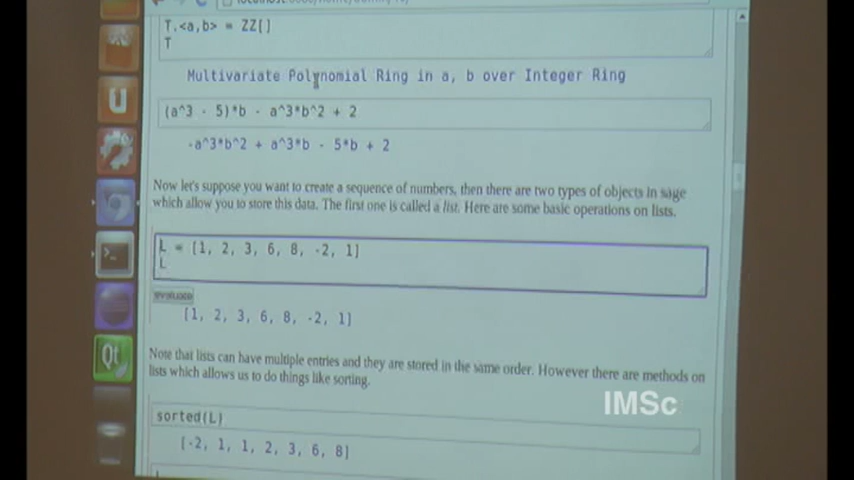 T.<a,b> = ZZ[]
T
Multivariate Polynomial Ring in a, b over Integer Ring
(a^3 - 5)*b - a^3*b^2 + 2
-a^3*b^2 + a^3*b - 5*b + 2
Now let's suppose you want to create a sequence of numbers, then there are two types of objects in sage
which allow you to store this data. The first one is called a list. Here are some basic operations on lists.
L = [1, 2, 3, 6, 8, -2, 1]
L
evaluate
[1, 2, 3, 6, 8, -2, 1]
Note that lists can have multiple entries and they are stored in the same order. However there are methods on
lists which allows us to do things like sorting.
IMSc
sorted(L)
[-2, 1, 1, 2, 3, 6, 8]